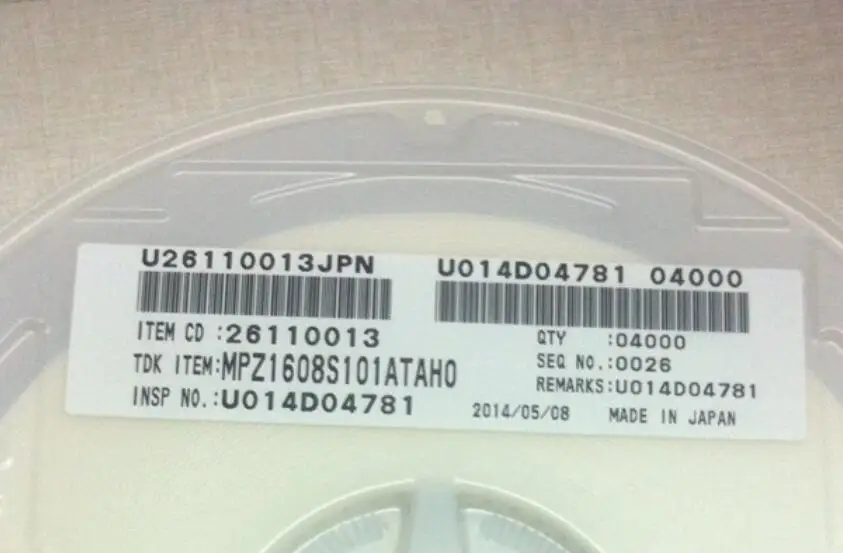 U26110013JPN
U014D04781 04000
ITEM CD :26110013
TDK ITEM:MPZ1608S101ATAH0
INSP NO.:U014D04781
QTY :04000
SEQ NO.:0026
REMARKS:U014D04781
2014/05/08 MADE IN JAPAN